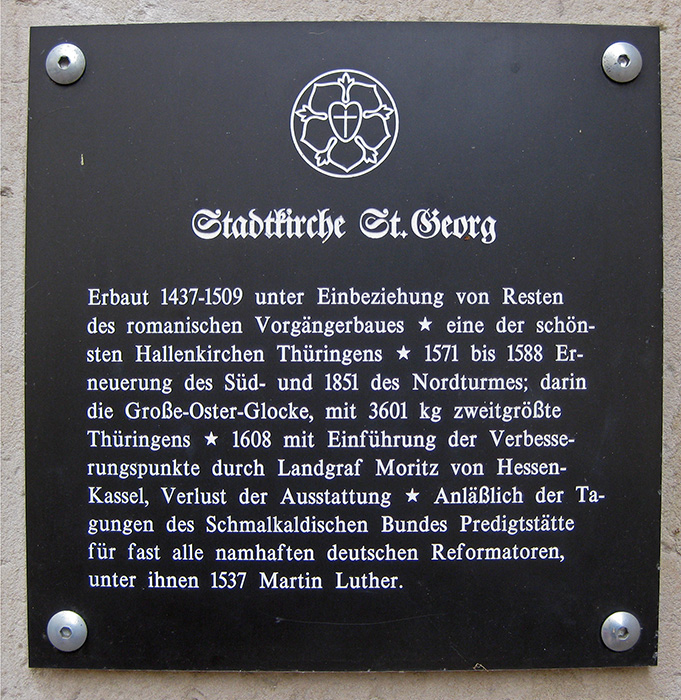 Stadtkirche St. Georg
Erbaut 1437-1509 unter Einbeziehung von Resten
des romanischen Vorgängerbaues ★ eine der schön-
sten Hallenkirchen Thüringens ★ 1571 bis 1588 Er-
neuerung des Süd- und 1851 des Nordturmes; darin
die Große-Oster-Glocke, mit 3601 kg zweitgrößte
Thüringens ★ 1608 mit Einführung der Verbesse-
rungspunkte durch Landgraf Moritz von Hessen-
Kassel, Verlust der Ausstattung ★ Anläßlich der Ta-
gungen des Schmalkaldischen Bundes Predigtstätte
für fast alle namhaften deutschen Reformatoren,
unter ihnen 1537 Martin Luther.